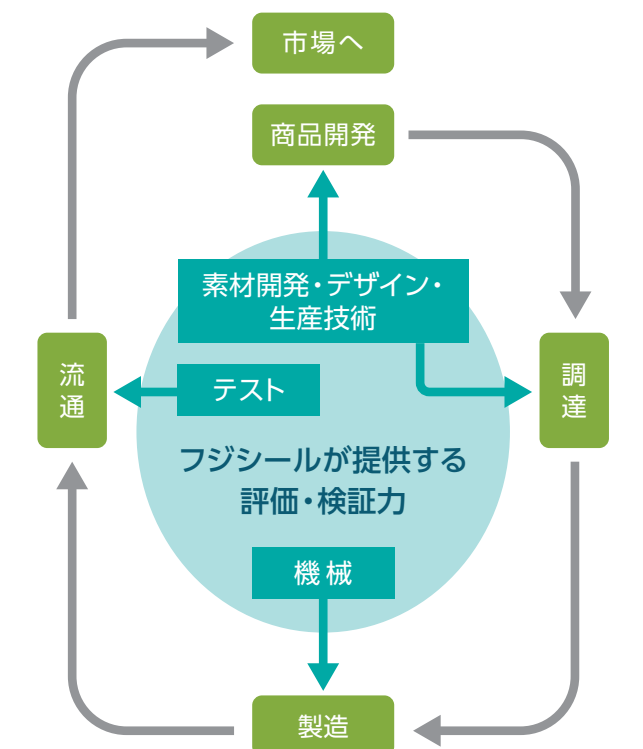 市場へ
商品開発
素材開発・デザイン・
生産技術
流通
テスト
調達
フジシールが提供する
評価・検証力
機械
製造